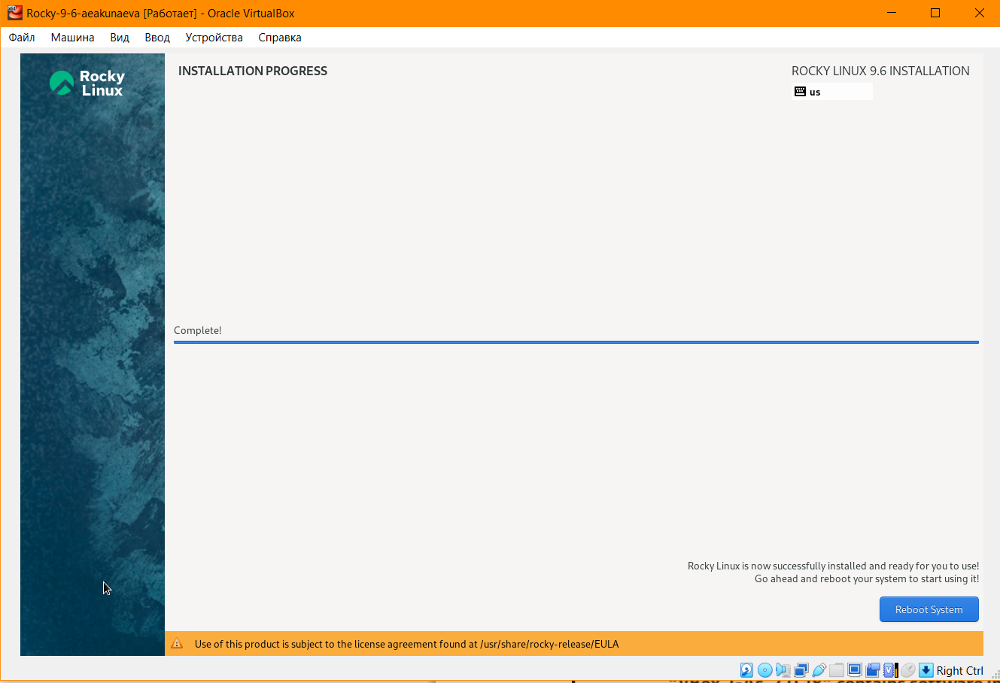 Rocky-9-6-aeakunaeva [Работает] - Oracle VirtualBox
Файл Машина Вид Ввод Устройства Справка
Rocky
Linux
INSTALLATION PROGRESS
ROCKY LINUX 9.6 INSTALLATION
us
Complete!
Rocky Linux is now successfully installed and ready for you to use!
Go ahead and reboot your system to start using it!
Reboot System
Use of this product is subject to the license agreement found at /usr/share/rocky-release/EULA
Right Ctrl